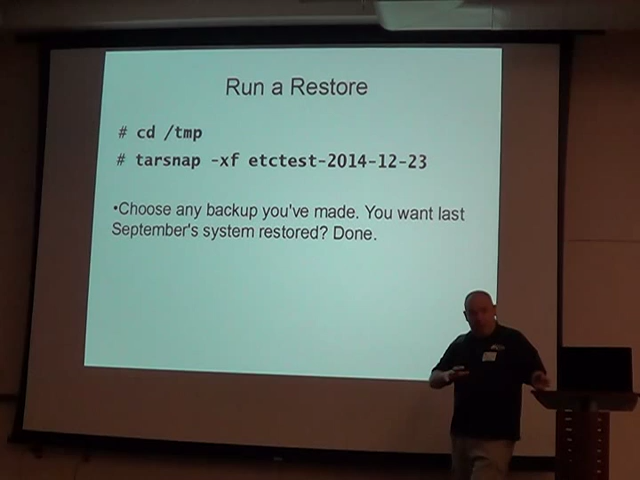 Run a Restore
# cd /tmp
# tarsnap -xf etctest-2014-12-23
•Choose any backup you've made. You want last
September's system restored? Done.